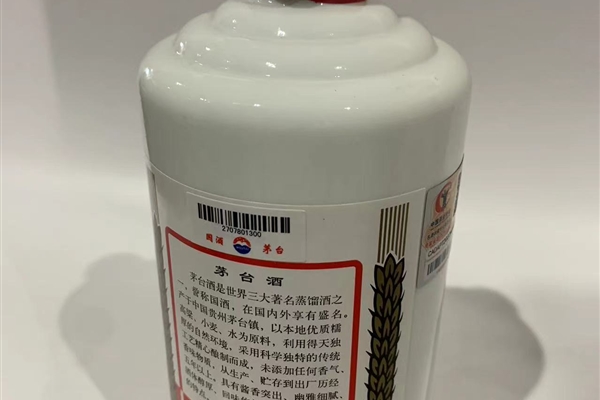 270780130G
国酒 茅台
茅台酒
茅台酒是世界三大著名蒸馏酒之
一,誉称国酒,在国内外享有盛名。
产于中国贵州茅台镇,以本地优质糯
高粱、小麦、水为原料,利用得天独
厚的自然环境,采用科学独特的传统
工艺精心酿制而成,未添加任何香气、
香味物质,从生产、贮存到出厂历经
五年以上,具有酱香突出、幽雅细腻、
的特点。